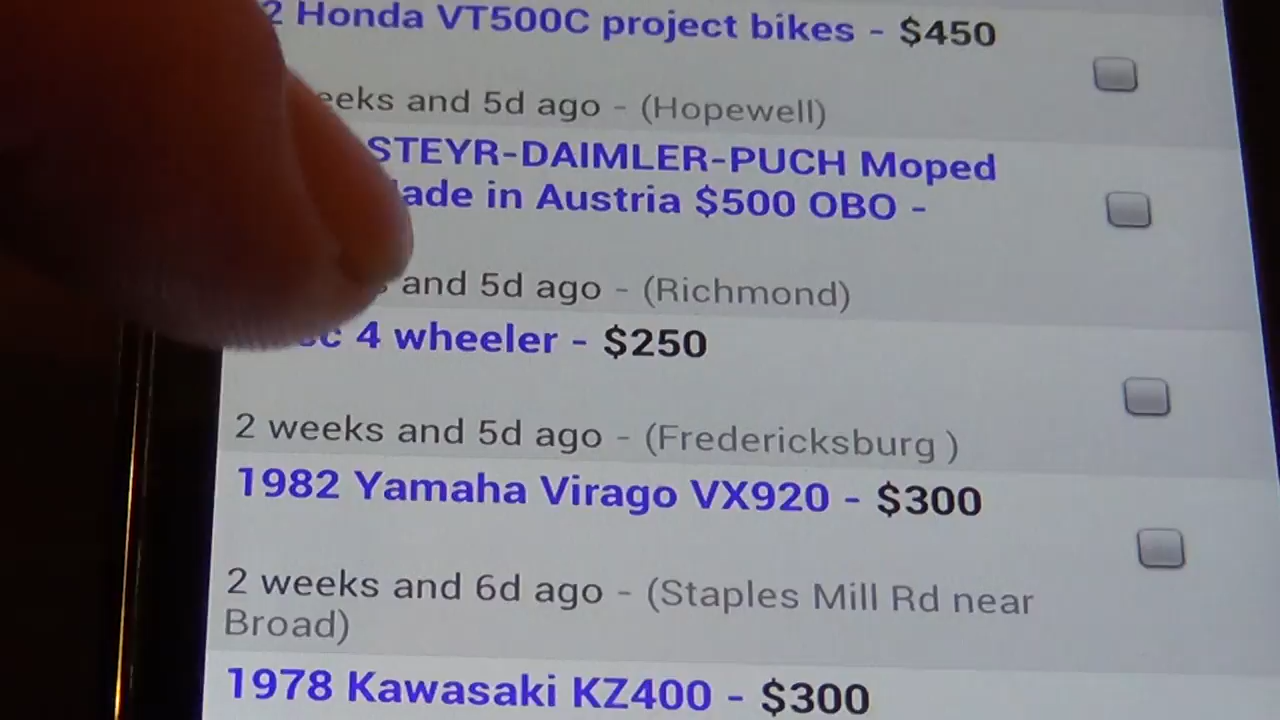 2 Honda VT500C project bikes - $450
eeks and 5d ago - (Hopewell)
STEYR-DAIMLER-PUCH Moped
ade in Austria $500 OBO -
and 5d ago - (Richmond)
cc 4 wheeler - $250
2 weeks and 5d ago - (Fredericksburg )
1982 Yamaha Virago VX920 - $300
2 weeks and 6d ago - (Staples Mill Rd near
Broad)
1978 Kawasaki KZ400 - $300